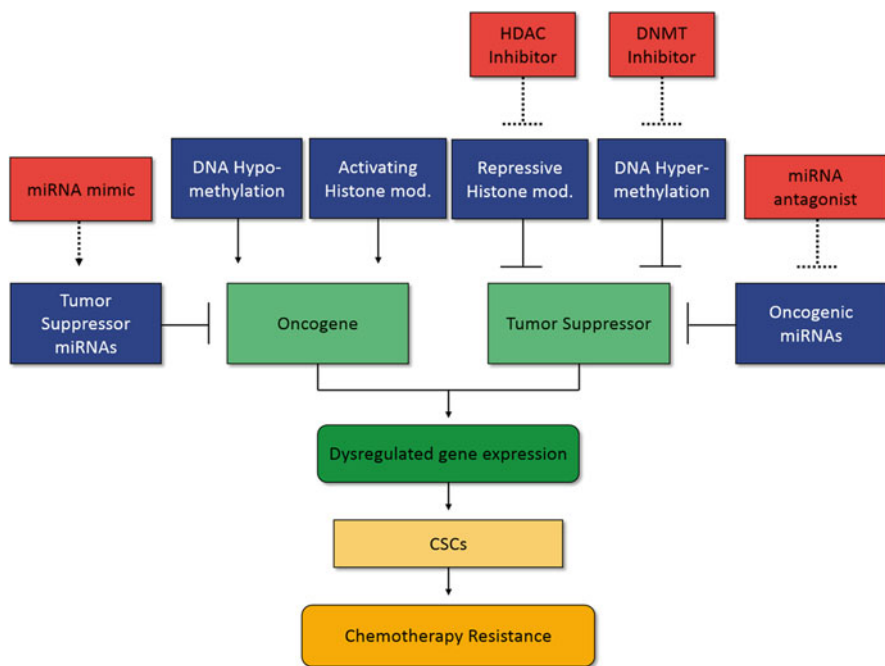 HDAC
Inhibitor
DNMT
Inhibitor
miRNA mimic
DNA Hypo-
methylation
Activating
Histone mod.
Repressive
Histone mod.
DNA Hyper-
methylation
miRNA
antagonist
Tumor
Suppressor
miRNAs
Oncogene
Tumor Suppressor
Oncogenic
miRNAs
Dysregulated gene expression
CSCs
Chemotherapy Resistance